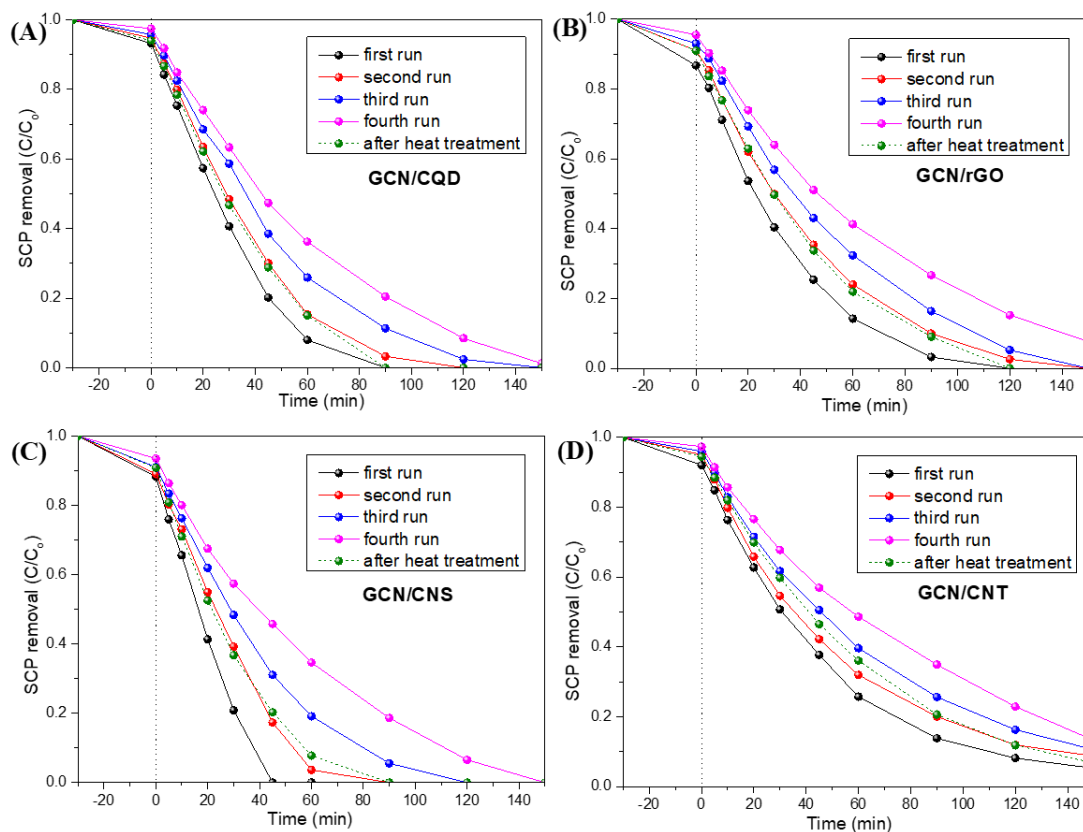 (A)
SCP removal (C/C₀)
1.0
0.8
0.6
0.4
0.2
0.0
first run
second run
third run
fourth run
after heat treatment
GCN/CQD
-20 0 20 40 60 80 100 120 140
Time (min)
(B)
SCP removal (C/C₀)
1.0
0.8
0.6
0.4
0.2
0.0
first run
second run
third run
fourth run
after heat treatment
GCN/rGO
-20 0 20 40 60 80 100 120 140
Time (min)
(C)
SCP removal (C/C₀)
1.0
0.8
0.6
0.4
0.2
0.0
first run
second run
third run
fourth run
after heat treatment
GCN/CNS
-20 0 20 40 60 80 100 120 140
Time (min)
(D)
SCP removal (C/C₀)
1.0
0.8
0.6
0.4
0.2
0.0
first run
second run
third run
fourth run
after heat treatment
GCN/CNT
-20 0 20 40 60 80 100 120 140
Time (min)